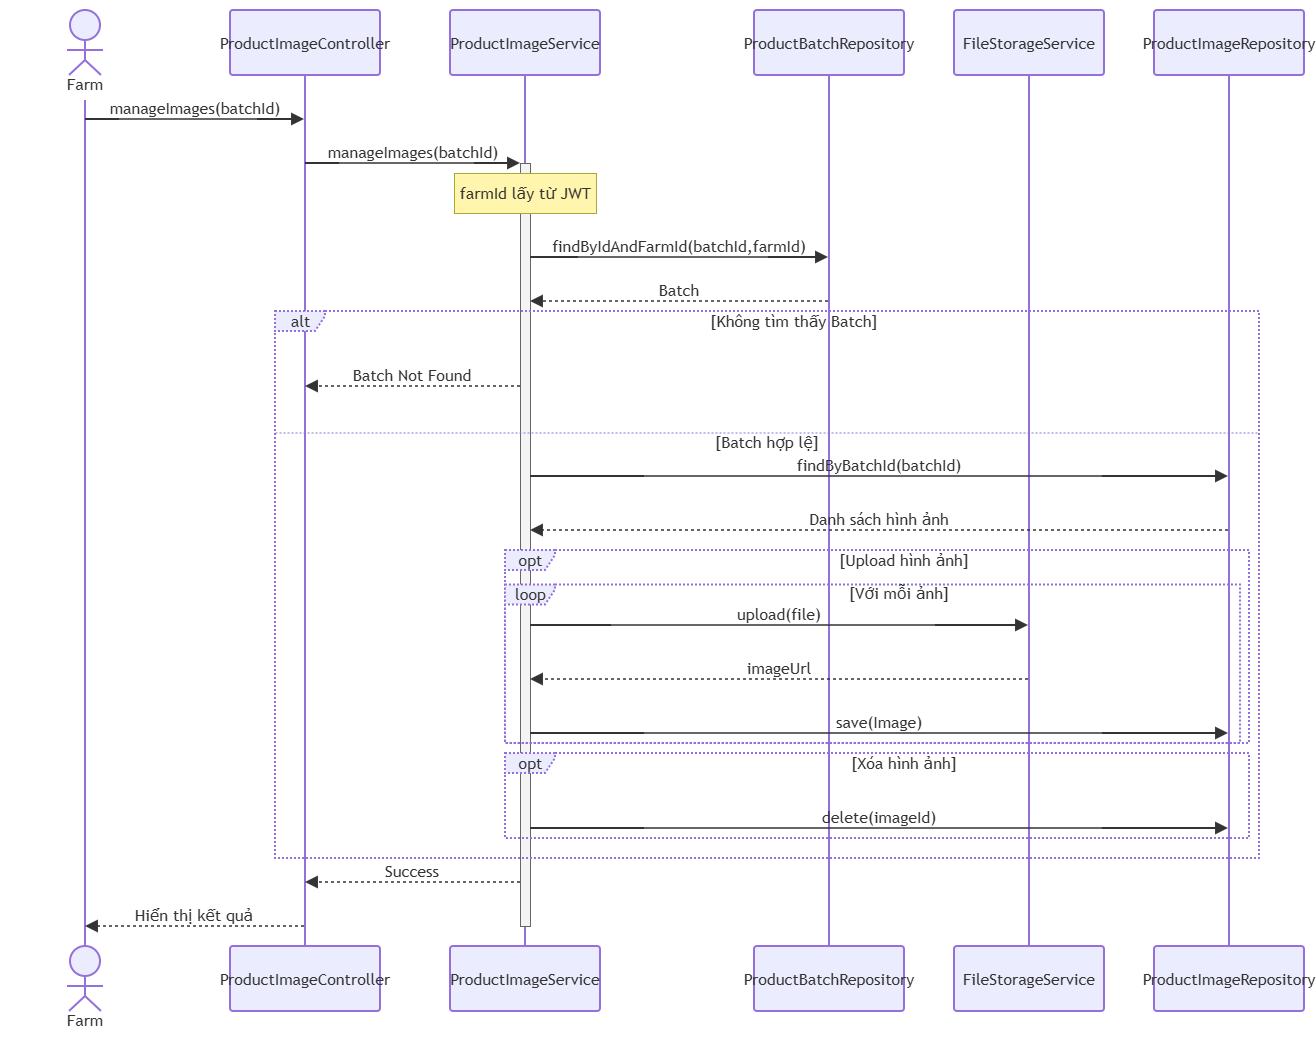 ProductImageController
ProductImageService
ProductBatchRepository
FileStorageService
ProductImageRepository
Farm
manageImages(batchId)
manageImages(batchId)
farmId lấy từ JWT
findByIdAndFarmId(batchId,farmId)
Batch
alt
[Không tìm thấy Batch]
Batch Not Found
[Batch hợp lệ]
findByBatchId(batchId)
Danh sách hình ảnh
opt
[Upload hình ảnh]
loop
[Với mỗi ảnh]
upload(file)
imageUrl
save(Image)
opt
[Xóa hình ảnh]
delete(imageId)
Success
Hiển thị kết quả
ProductImageController
ProductImageService
ProductBatchRepository
FileStorageService
ProductImageRepository
Farm